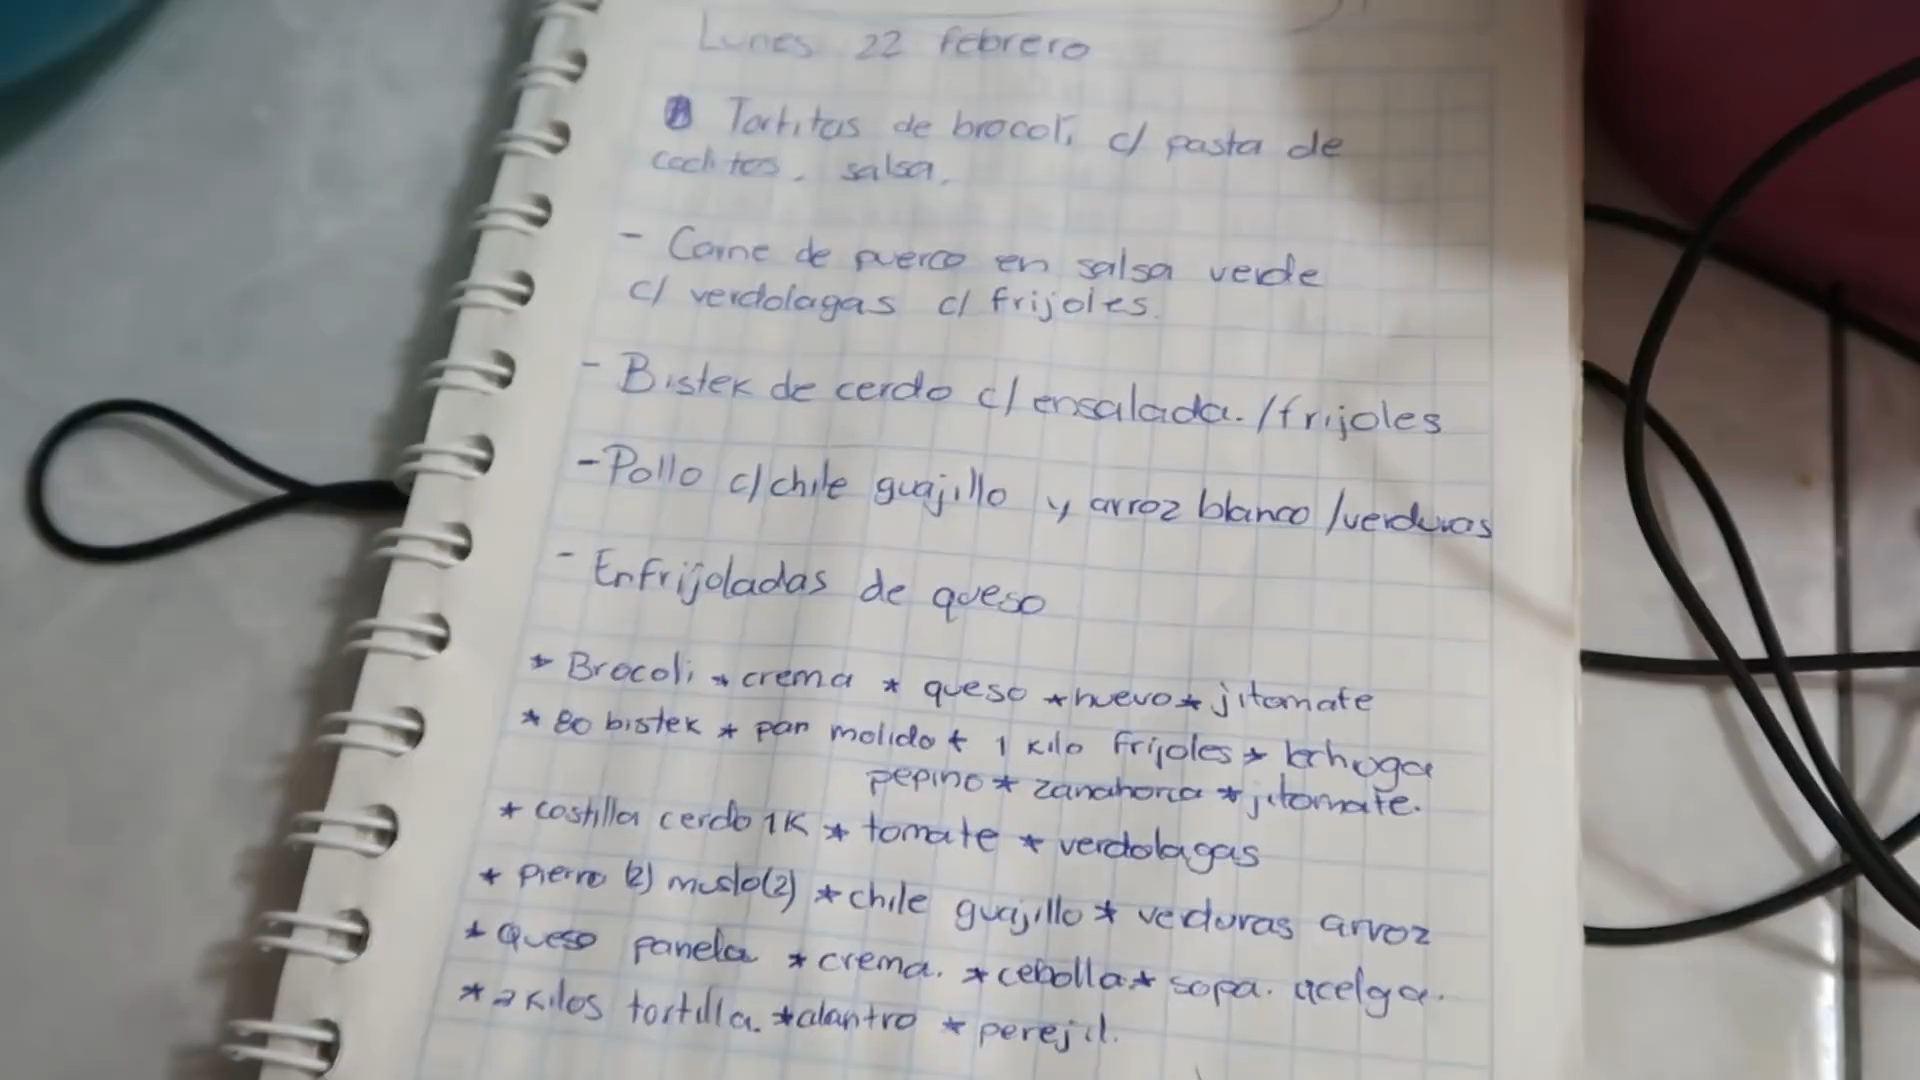 Lunes 22 febrero
Tortitas de brocoli c/ pasta de
coditos. salsa.
- Carne de puerco en salsa verde
c/ verdolagas c/ frijoles.
- Bistek de cerdo c/ ensalada. /frijoles
- Pollo c/chile guajillo y arroz blanco /verduras
- Enfrijoladas de queso
* Brocoli * crema * queso * huevo * jitomate
* 80 bistek * pan molido * 1 kilo frijoles * lechuga
pepino * zanahoria * jitomate.
* costilla cerdo 1K * tomate * verdolagas
* pierna (2) muslo(2) * chile guajillo * verduras arroz
* Queso panela * crema. * cebolla * sopa. acelga.
* 2 kilos tortilla. * cilantro * perejil.